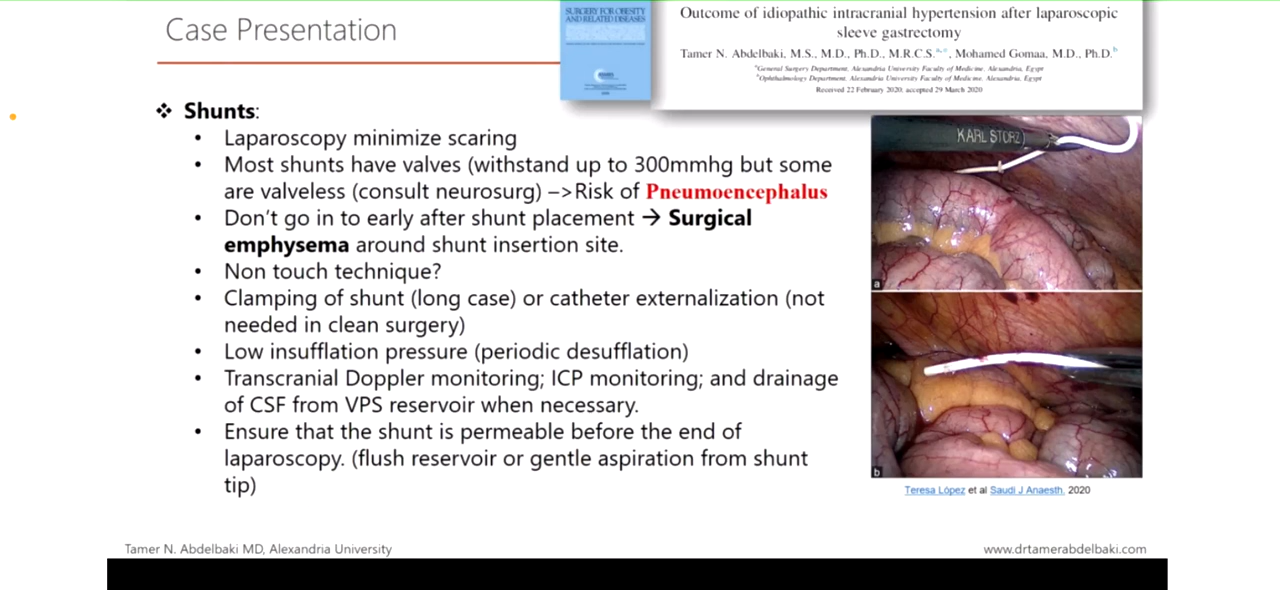 Case Presentation
SURGERY FOR OBESITY
AND RELATED DISEASES
Outcome of idiopathic intracranial hypertension after laparoscopic
sleeve gastrectomy
Tamer N. Abdelbaki, M.S., M.D., Ph.D., M.R.C.S.a,*, Mohamed Gomaa, M.D., Ph.D.b
aGeneral Surgery Department, Alexandria University Faculty of Medicine, Alexandria, Egypt
bOphthalmology Department, Alexandria University Faculty of Medicine, Alexandria, Egypt
Received 22 February 2020; accepted 29 March 2020
❖ Shunts:
• Laparoscopy minimize scaring
• Most shunts have valves (withstand up to 300mmhg but some
are valveless (consult neurosurg) –>Risk of Pneumoencephalus
• Don't go in to early after shunt placement → Surgical
emphysema around shunt insertion site.
• Non touch technique?
• Clamping of shunt (long case) or catheter externalization (not
needed in clean surgery)
• Low insufflation pressure (periodic desufflation)
• Transcranial Doppler monitoring; ICP monitoring; and drainage
of CSF from VPS reservoir when necessary.
• Ensure that the shunt is permeable before the end of
laparoscopy. (flush reservoir or gentle aspiration from shunt
tip)
KARL STORZ
a
b
Teresa López et al Saudi J Anaesth, 2020
Tamer N. Abdelbaki MD, Alexandria University
www.drtamerabdelbaki.com